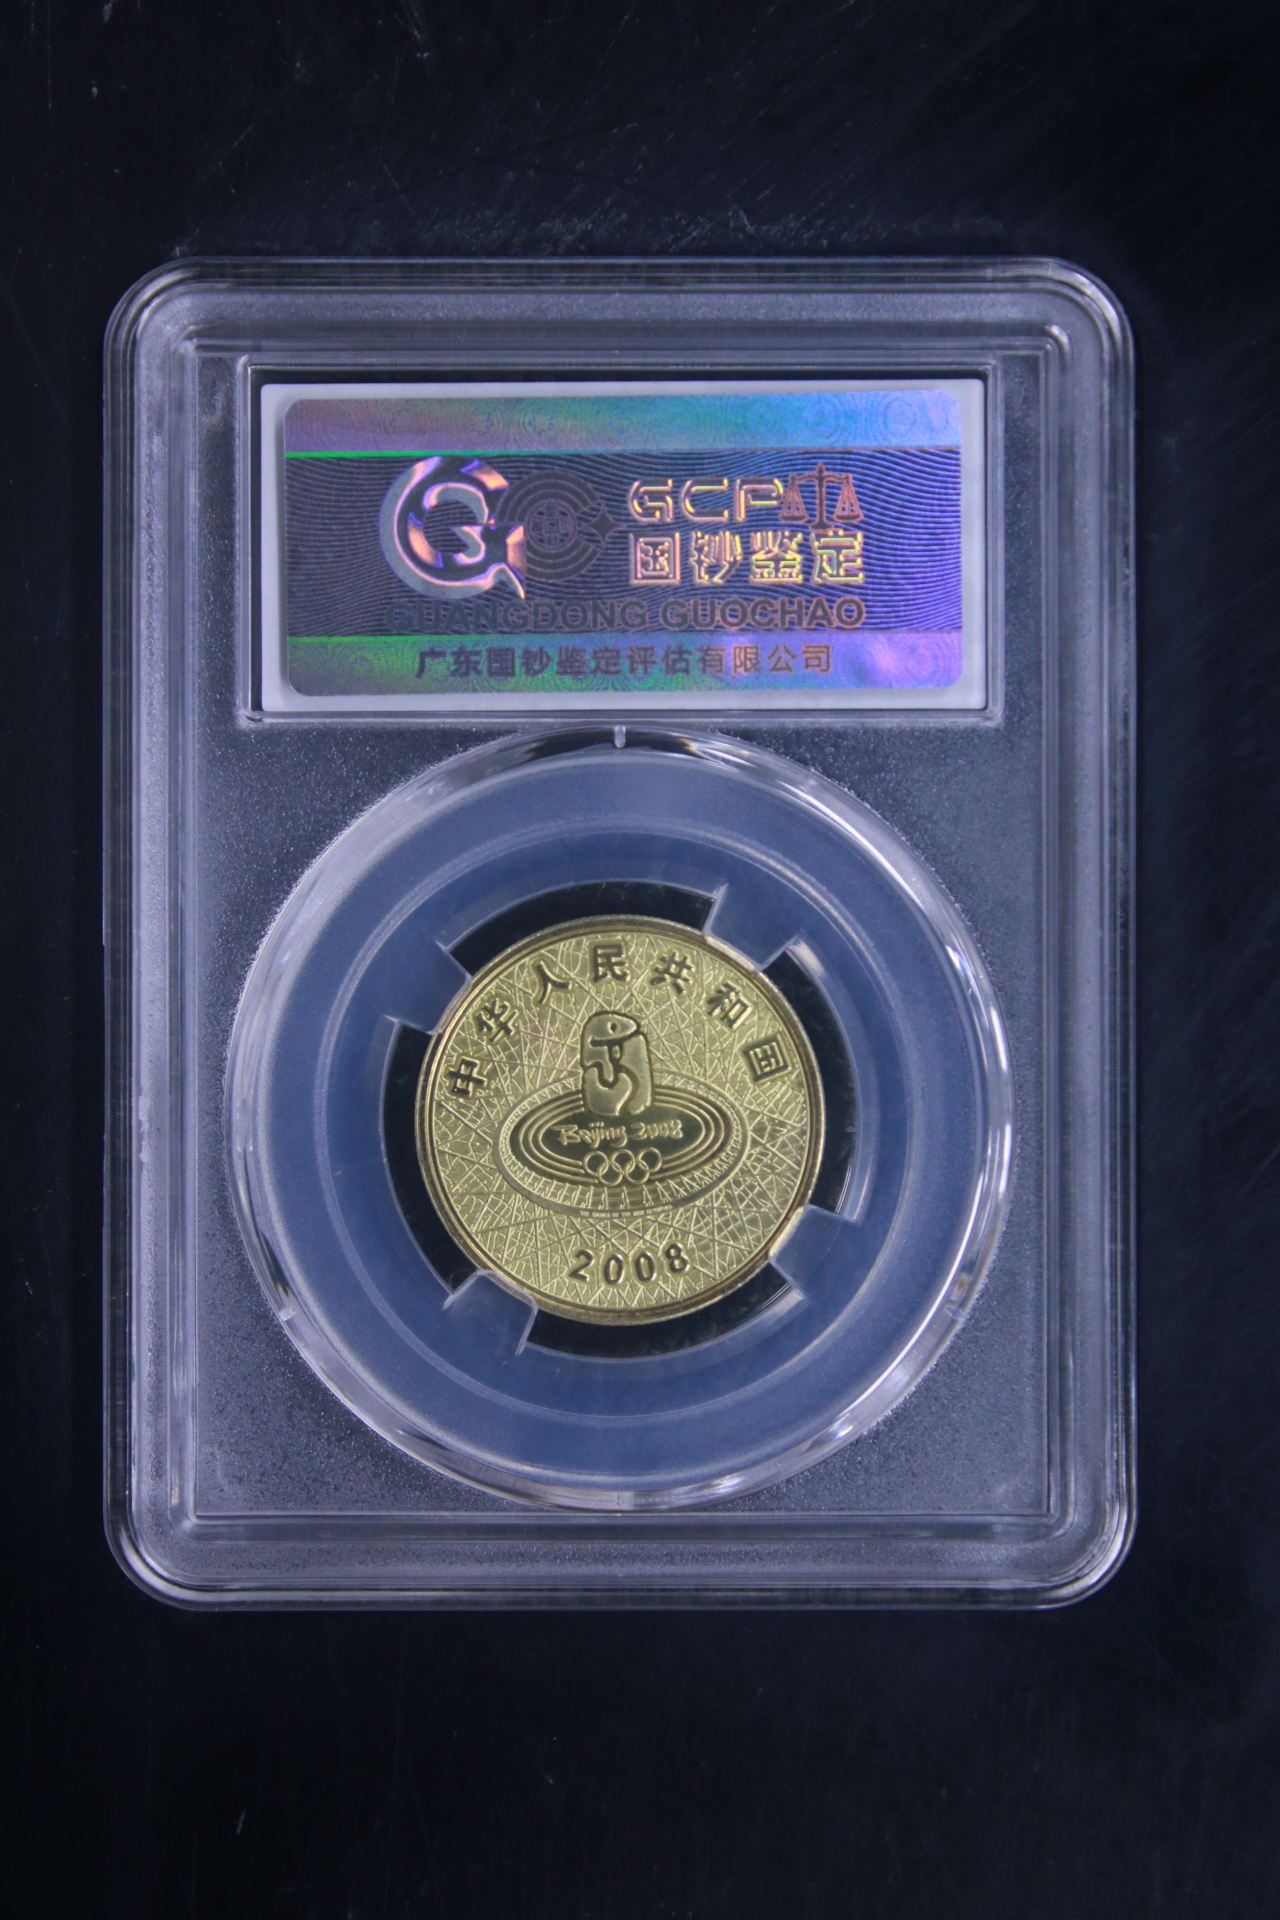 GCP
国钞鉴定
GUANGDONG GUOCHAO
广东国钞鉴定评估有限公司
中华人民共和国
Beijing 2008
2008